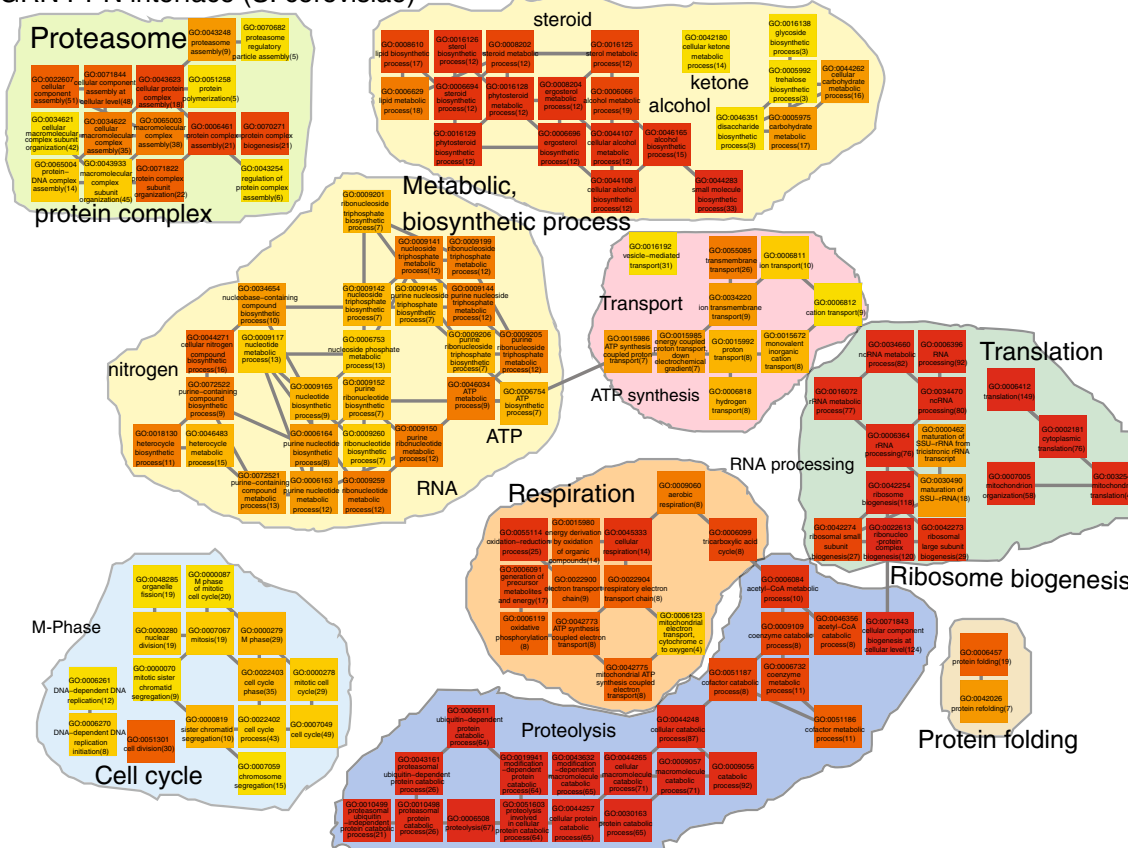 Proteasome
GO:0043248
proteasome
assembly(9)
GO:0070682
proteasome
regulatory
particle assembly(5)
GO:0022607
cellular
component
assembly(51)
GO:0071844
cellular component
assembly at
cellular level(48)
GO:0043623
cellular protein
complex
assembly(18)
GO:0051258
protein
polymerization(5)
GO:0034621
cellular
macromolecular
complex subunit
organization(42)
GO:0034622
cellular
macromolecular
complex
assembly(35)
GO:0065003
macromolecular
complex
assembly(38)
GO:0006461
protein complex
assembly(21)
GO:0070271
protein complex
biogenesis(21)
GO:0065004
protein-
DNA complex
assembly(14)
GO:0043933
macromolecular
complex
subunit
organization(45)
GO:0071822
protein complex
subunit
organization(22)
GO:0043254
regulation of
protein complex
assembly(6)
protein complex
steroid
ketone
alcohol
GO:0008610
lipid biosynthetic
process(17)
GO:0016126
sterol
biosynthetic
process(12)
GO:0008202
steroid metabolic
process(12)
GO:0016125
sterol metabolic
process(12)
GO:0042180
cellular ketone
metabolic
process(14)
GO:0016138
glycoside
biosynthetic
process(3)
GO:0006629
lipid metabolic
process(18)
GO:0006694
steroid
biosynthetic
process(12)
GO:0016128
phytosteroid
metabolic
process(12)
GO:0008204
ergosterol
metabolic
process(12)
GO:0006066
alcohol metabolic
process(19)
GO:0005992
trehalose
biosynthetic
process(3)
GO:0044262
cellular
carbohydrate
metabolic
process(16)
GO:0016129
phytosteroid
biosynthetic
process(12)
GO:0006696
ergosterol
biosynthetic
process(12)
GO:0044107
cellular alcohol
metabolic
process(12)
GO:0046165
alcohol
biosynthetic
process(15)
GO:0046351
disaccharide
biosynthetic
process(3)
GO:0005975
carbohydrate
metabolic
process(17)
GO:0044108
cellular alcohol
biosynthetic
process(12)
GO:0044283
small molecule
biosynthetic
process(33)
Metabolic,
biosynthetic process
GO:0009201
ribonucleoside
triphosphate
biosynthetic
process(7)
GO:0009141
nucleoside
triphosphate
metabolic
process(12)
GO:0009199
ribonucleoside
triphosphate
metabolic
process(12)
GO:0034654
nucleobase-containing
compound
biosynthetic
process(10)
GO:0009142
nucleoside
triphosphate
biosynthetic
process(7)
GO:0009145
purine nucleoside
triphosphate
biosynthetic
process(7)
GO:0009144
purine nucleoside
triphosphate
metabolic
process(12)
GO:0044271
cellular nitrogen
compound
biosynthetic
process(16)
GO:0009117
nucleotide
metabolic
process(13)
GO:0006753
nucleoside phosphate
metabolic
process(13)
GO:0009206
purine
ribonucleoside
triphosphate
biosynthetic
process(7)
GO:0009205
purine
ribonucleoside
triphosphate
metabolic
process(12)
nitrogen
GO:0072522
purine-containing
compound
biosynthetic
process(9)
GO:0009165
nucleotide
biosynthetic
process(9)
GO:0009152
purine
ribonucleotide
biosynthetic
process(7)
GO:0046034
ATP
metabolic
process(9)
GO:0006754
ATP
biosynthetic
process(7)
GO:0018130
heterocycle
biosynthetic
process(11)
GO:0046483
heterocycle
metabolic
process(15)
GO:0006164
purine nucleotide
biosynthetic
process(8)
GO:0009260
ribonucleotide
biosynthetic
process(7)
GO:0009150
purine
ribonucleotide
metabolic
process(12)
ATP
GO:0072521
purine-containing
compound
metabolic
process(13)
GO:0006163
purine nucleotide
metabolic
process(12)
GO:0009259
ribonucleotide
metabolic
process(12)
RNA
GO:0016192
vesicle-mediated
transport(31)
GO:0055085
transmembrane
transport(26)
GO:0006811
ion transport(10)
Transport
GO:0034220
ion transmembrane
transport(9)
GO:0006812
cation transport(9)
GO:0015986
ATP synthesis
coupled proton
transport(7)
GO:0015985
energy coupled
proton transport,
down
electrochemical
gradient(7)
GO:0015992
proton
transport(8)
GO:0015672
monovalent
inorganic
cation
transport(8)
ATP synthesis
GO:0006818
hydrogen
transport(8)
Translation
GO:0034660
ncRNA metabolic
process(82)
GO:0006396
RNA
processing(92)
GO:0006412
translation(149)
GO:0016072
rRNA metabolic
process(77)
GO:0034470
ncRNA
processing(80)
GO:0002181
cytoplasmic
translation(76)
GO:0006364
rRNA
processing(76)
GO:0000462
maturation of
SSU-rRNA from
tricistronic rRNA
transcript
RNA processing
GO:0042254
ribosome
biogenesis(118)
GO:0030490
maturation of
SSU-rRNA(18)
GO:0007005
mitochondrion
organization(58)
GO:0042274
ribosomal small
subunit
biogenesis(27)
GO:0022613
ribonucleo
-protein
complex
biogenesis(120)
GO:0042273
ribosomal
large subunit
biogenesis(29)
Ribosome biogenesis
Respiration
GO:0009060
aerobic
respiration(8)
GO:0055114
oxidation-reduction
process(25)
GO:0015980
energy derivation
by oxidation
of organic
compounds(14)
GO:0045333
cellular
respiration(14)
GO:0006099
tricarboxylic acid
cycle(8)
GO:0006091
generation of
precursor
metabolites
and energy(17)
GO:0022900
electron transport
chain(9)
GO:0022904
respiratory electron
transport chain(8)
GO:0006119
oxidative
phosphorylation
(8)
GO:0042773
ATP synthesis
coupled electron
transport(8)
GO:0006123
mitochondrial
electron
transport,
cytochrome c
to oxygen(4)
GO:0042775
mitochondrial ATP
synthesis coupled
electron
transport(8)
GO:0006084
acetyl-CoA metabolic
process(10)
GO:0009109
coenzyme catabolic
process(8)
GO:0046356
acetyl-CoA
catabolic
process(8)
GO:0071843
cellular component
biogenesis at
cellular level(124)
GO:0051187
cofactor catabolic
process(8)
GO:0006732
coenzyme
metabolic
process(11)
GO:0051186
cofactor metabolic
process(11)
Proteolysis
GO:0006511
ubiquitin-dependent
protein
catabolic
process(64)
GO:0044248
cellular catabolic
process(87)
GO:0043161
proteasomal
ubiquitin-dependent
protein catabolic
process(26)
GO:0019941
modification
-dependent
protein
catabolic
process(64)
GO:0043632
modification-
dependent
macromolecule
catabolic
process(65)
GO:0044265
cellular
macromolecule
catabolic
process(71)
GO:0009057
macromolecule
catabolic
process(71)
GO:0009056
catabolic
process(92)
GO:0010499
proteasomal
ubiquitin
-independent
protein catabolic
process(21)
GO:0010498
proteasomal
protein
catabolic
process(26)
GO:0006508
proteolysis(67)
GO:0051603
proteolysis
involved
in cellular
protein catabolic
process(64)
GO:0044257
cellular protein
catabolic
process(65)
GO:0030163
protein catabolic
process(65)
GO:0006457
protein folding(19)
GO:0042026
protein refolding(7)
Protein folding
M-Phase
GO:0048285
organelle
fission(19)
GO:0000087
M phase
of mitotic
cell cycle(20)
GO:0000280
nuclear
division(19)
GO:0007067
mitosis(19)
GO:0000279
M phase(29)
GO:0006261
DNA-dependent DNA
replication(12)
GO:0000070
mitotic sister
chromatid
segregation(9)
GO:0022403
cell cycle
phase(35)
GO:0000278
mitotic cell
cycle(29)
GO:0006270
DNA-dependent DNA
replication
initiation(8)
GO:0051301
cell division(30)
GO:0000819
sister chromatid
segregation(10)
GO:0022402
cell cycle
process(43)
GO:0007049
cell cycle(49)
GO:0007059
chromosome
segregation(15)
Cell cycle